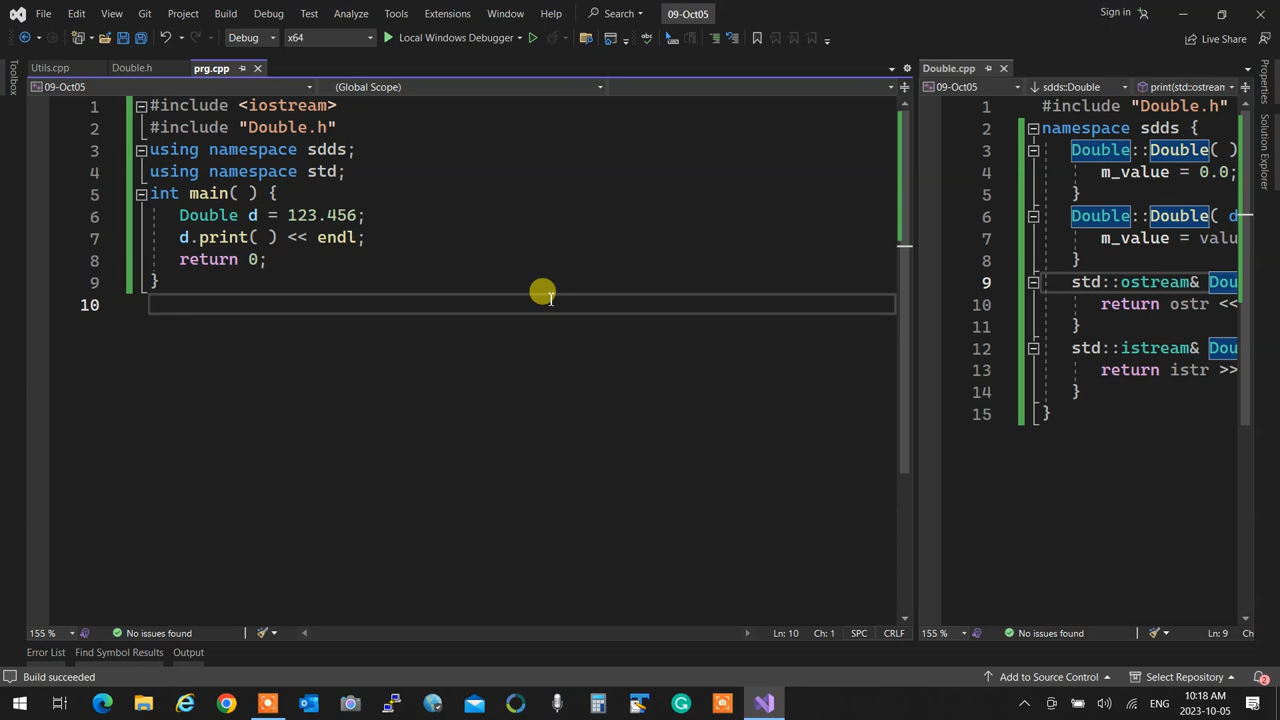 File Edit View Git Project Build Debug Test Analyze Tools Extensions Window Help Search 09-Oct05 Sign in
Debug x64 Local Windows Debugger Live Share
Toolbox
Utils.cpp Double.h prg.cpp
09-Oct05 (Global Scope)
1 #include <iostream>
2 #include "Double.h"
3 using namespace sdds;
4 using namespace std;
5 int main( ) {
6 Double d = 123.456;
7 d.print( ) << endl;
8 return 0;
9 }
10
155 % No issues found Ln: 10 Ch: 1 SPC CRLF
Double.cpp
09-Oct05 sdds::Double print(std::ostrean
1 #include "Double.h"
2 namespace sdds {
3 Double::Double( )
4 m_value = 0.0;
5 }
6 Double::Double( d
7 m_value = valu
8 }
9 std::ostream& Dou
10 return ostr <<
11 }
12 std::istream& Dou
13 return istr >>
14 }
15 }
155 % No issues found Ln: 9 Ch
Properties
Solution Explorer
Error List Find Symbol Results Output
Build succeeded Add to Source Control Select Repository 2
ENG 10:18 AM
2023-10-05